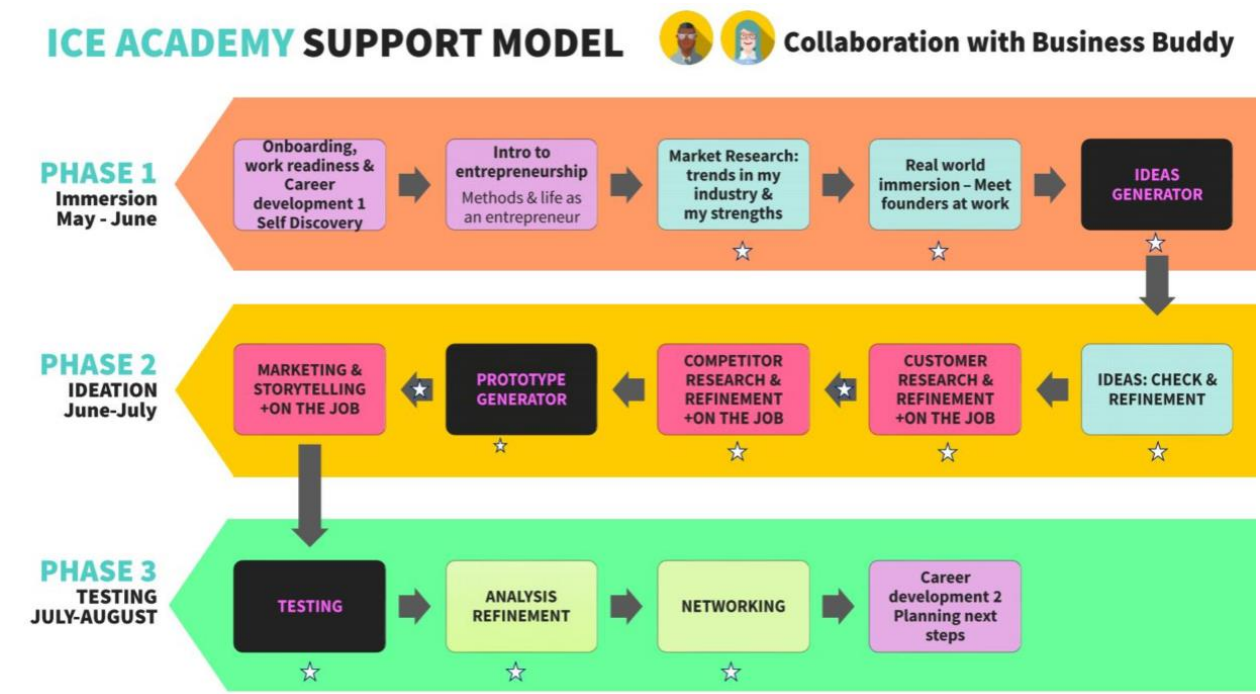 ICE ACADEMY SUPPORT MODEL
Collaboration with Business Buddy
PHASE 1
Immersion
May - June
Onboarding,
work readiness &
Career
development 1
Self Discovery
Intro to
entrepreneurship
Methods & life as
an entrepreneur
Market Research:
trends in my
industry &
my strengths
Real world
immersion – Meet
founders at work
IDEAS
GENERATOR
PHASE 2
IDEATION
June-July
MARKETING &
STORYTELLING
+ON THE JOB
PROTOTYPE
GENERATOR
COMPETITOR
RESEARCH &
REFINEMENT
+ON THE JOB
CUSTOMER
RESEARCH &
REFINEMENT
+ON THE JOB
IDEAS: CHECK &
REFINEMENT
PHASE 3
TESTING
JULY-AUGUST
TESTING
ANALYSIS
REFINEMENT
NETWORKING
Career
development 2
Planning next
steps